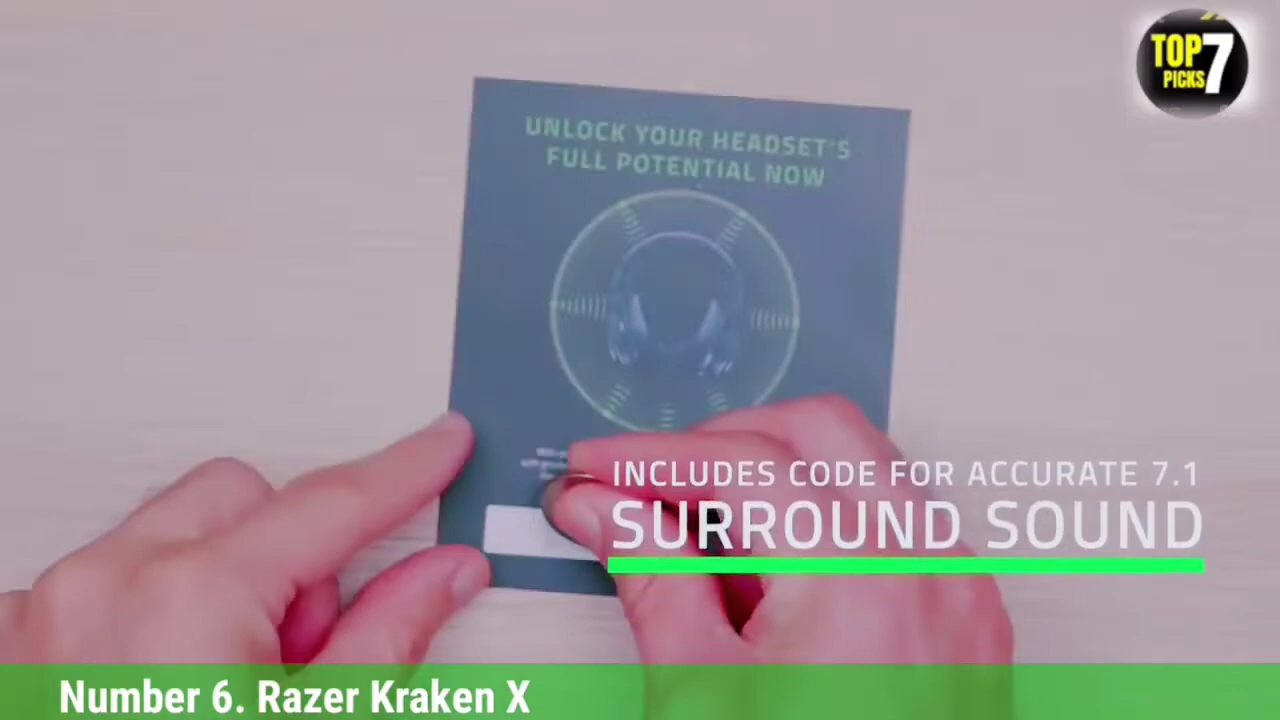 TOP
PICKS 7
UNLOCK YOUR HEADSET'S
FULL POTENTIAL NOW
INCLUDES CODE FOR ACCURATE 7.1
SURROUND SOUND
Number 6. Razer Kraken X